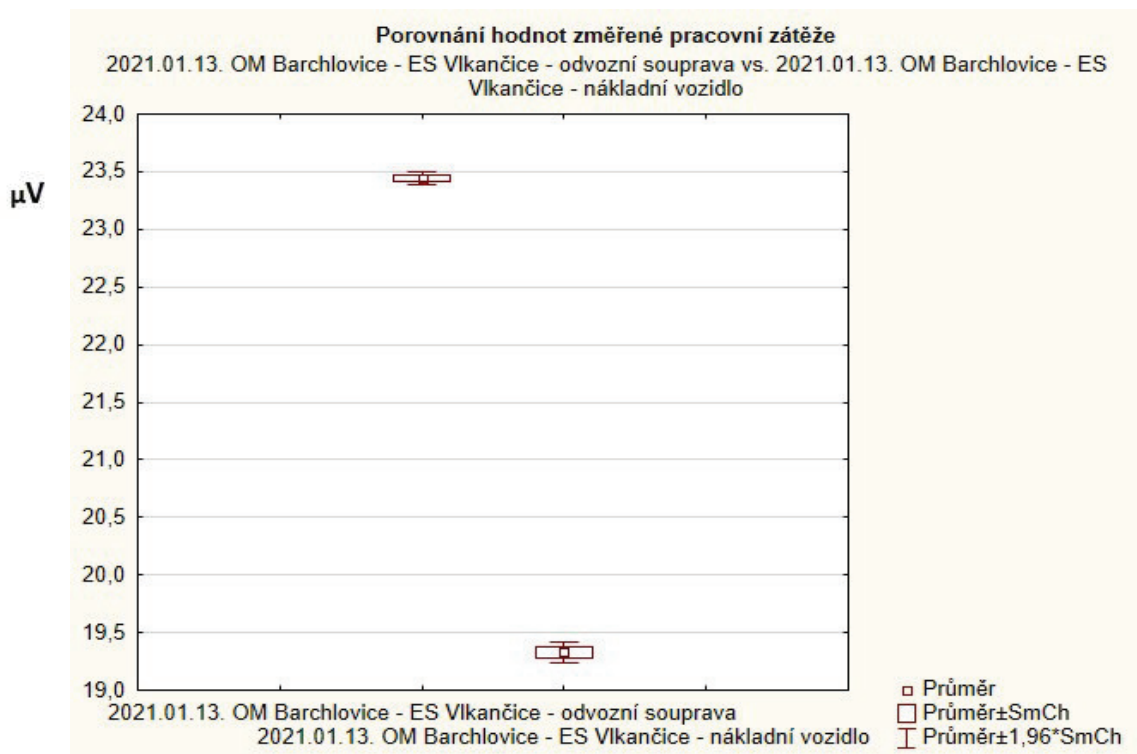 Porovnání hodnot změřené pracovní zátěže
2021.01.13. OM Barchlovice - ES Vlkančice - odvozní souprava vs. 2021.01.13. OM Barchlovice - ES
Vlkančice - nákladní vozidlo
µV
24,0
23,5
23,0
22,5
22,0
21,5
21,0
20,5
20,0
19,5
19,0
2021.01.13. OM Barchlovice - ES Vlkančice - odvozní souprava
2021.01.13. OM Barchlovice - ES Vlkančice - nákladní vozidlo
Průměr
Průměr±SmCh
Průměr±1,96*SmCh